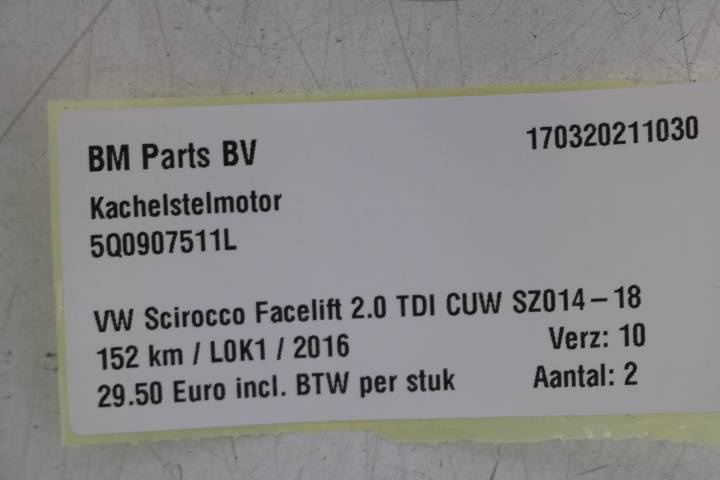 BM Parts BV 170320211030
Kachelstelmotor
5Q0907511L
VW Scirocco Facelift 2.0 TDI CUW SZ014-18
152 km / L0K1 / 2016 Verz: 10
29.50 Euro incl. BTW per stuk Aantal: 2